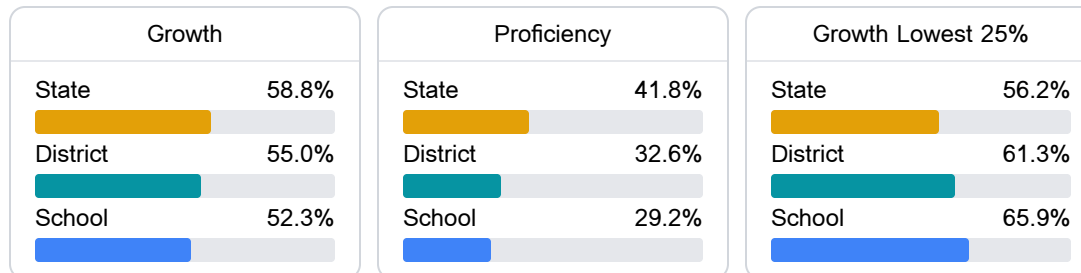 Growth
State 58.8%
District 55.0%
School 52.3%
Proficiency
State 41.8%
District 32.6%
School 29.2%
Growth Lowest 25%
State 56.2%
District 61.3%
School 65.9%